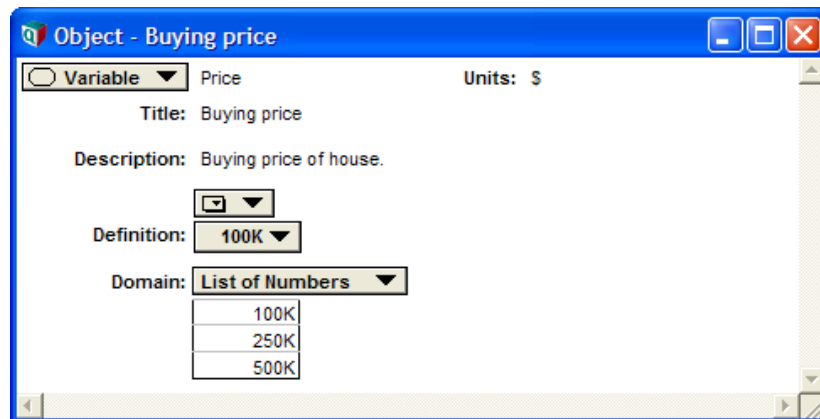 Object - Buying price
Variable Price Units: $
Title: Buying price
Description: Buying price of house.
Definition: 100K
Domain: List of Numbers
100K
250K
500K